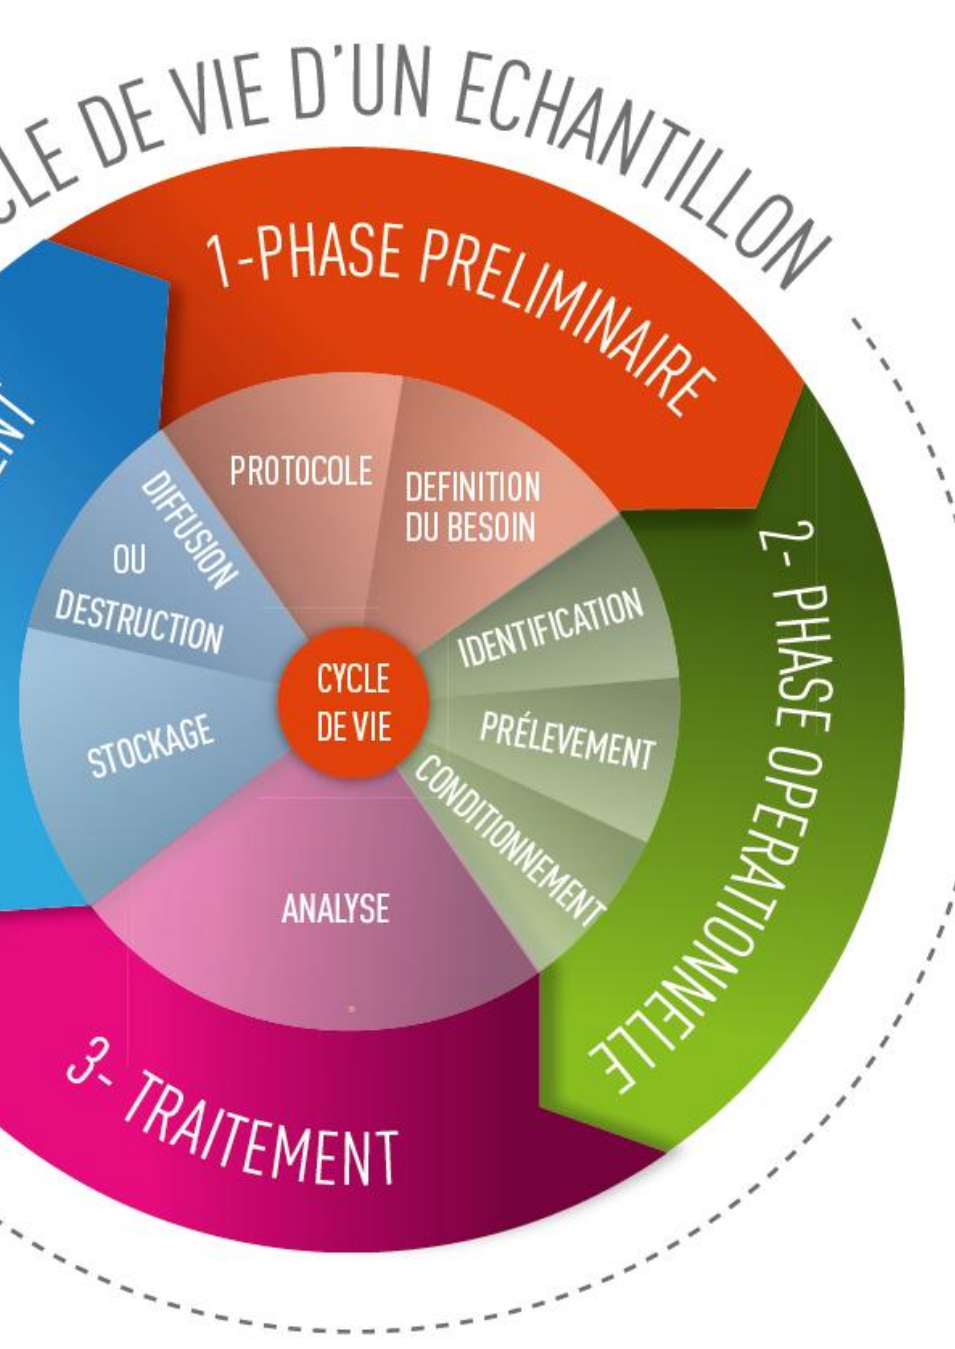 DE VIE D'UN ECHANTILLON
1-PHASE PRELIMINAIRE
PROTOCOLE
DEFINITION
DU BESOIN
2- PHASE OPERATIONNELLE
IDENTIFICATION
PRÉLEVEMENT
CONDITIONNEMENT
3- TRAITEMENT
ANALYSE
STOCKAGE
DIFFUSION
OU
DESTRUCTION
CYCLE
DE VIE